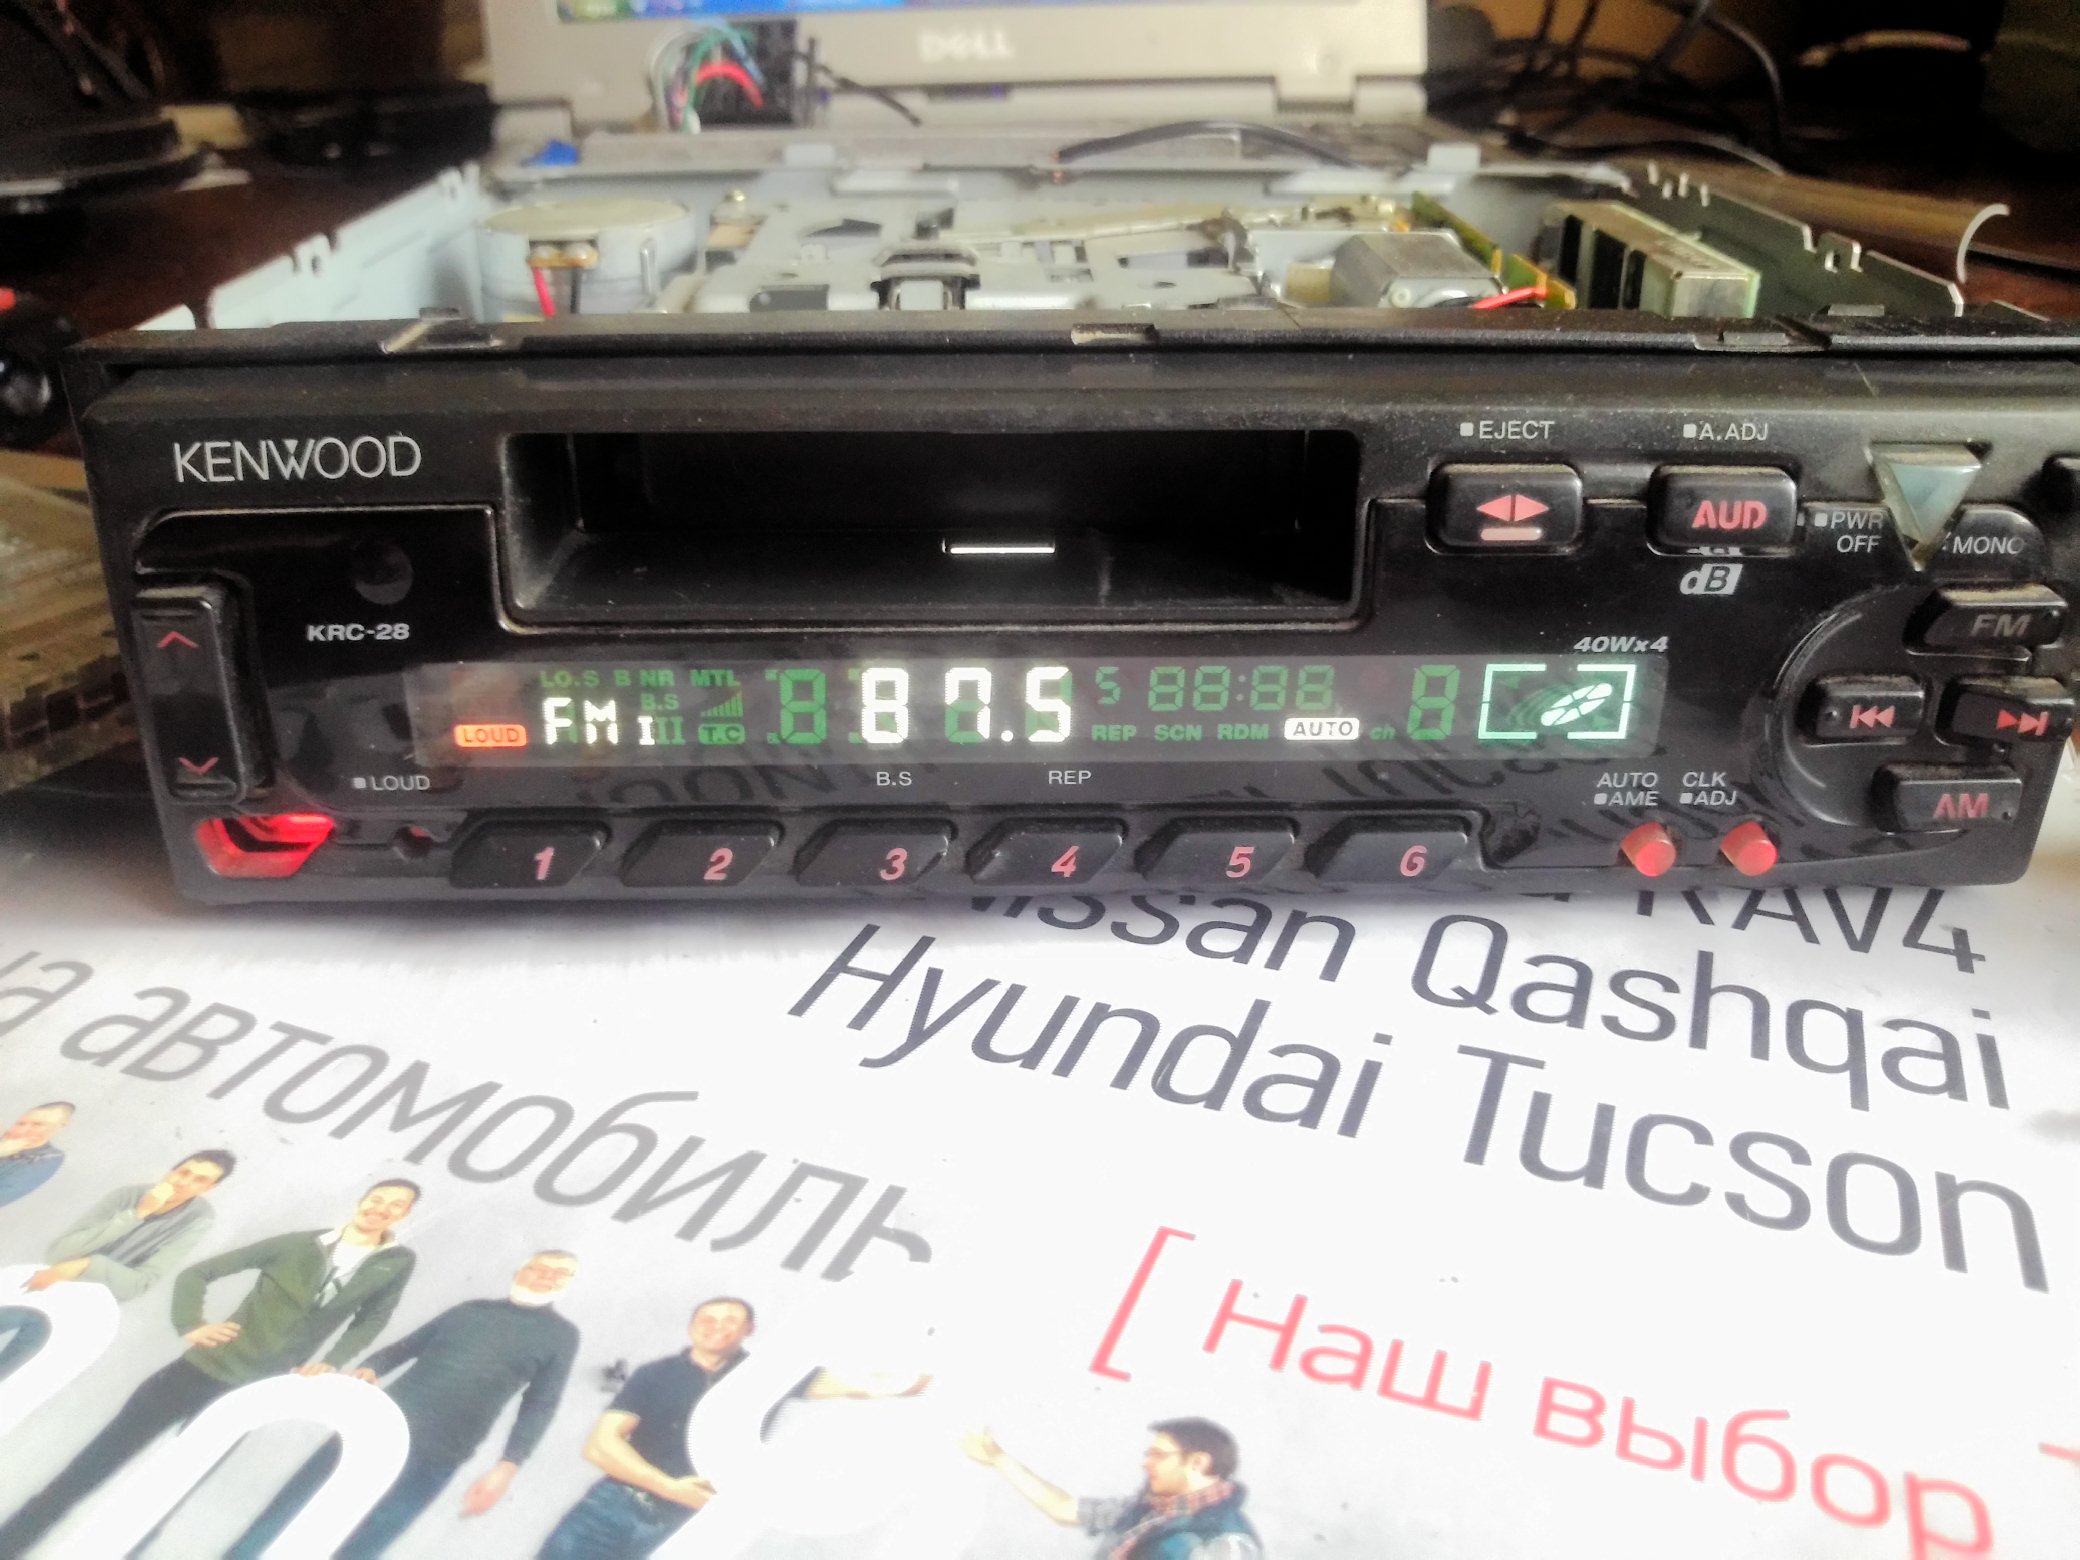 DELL
KENWOOD
EJECT
A.ADJ
AUD
PWR
OFF
MONO
dB
FM
KRC-28
40Wx4
LO.S B NR MTL
B.S
FM I
T.C
87.5
LOUD
REP SCN RDM AUTO ch
LOUD
B.S
REP
AUTO
AME
CLK
ADJ
AM
1
2
3
4
5
6
RAV4
Nissan Qashqai
Hyundai Tucson
на автомобиль
[ Наш выбор